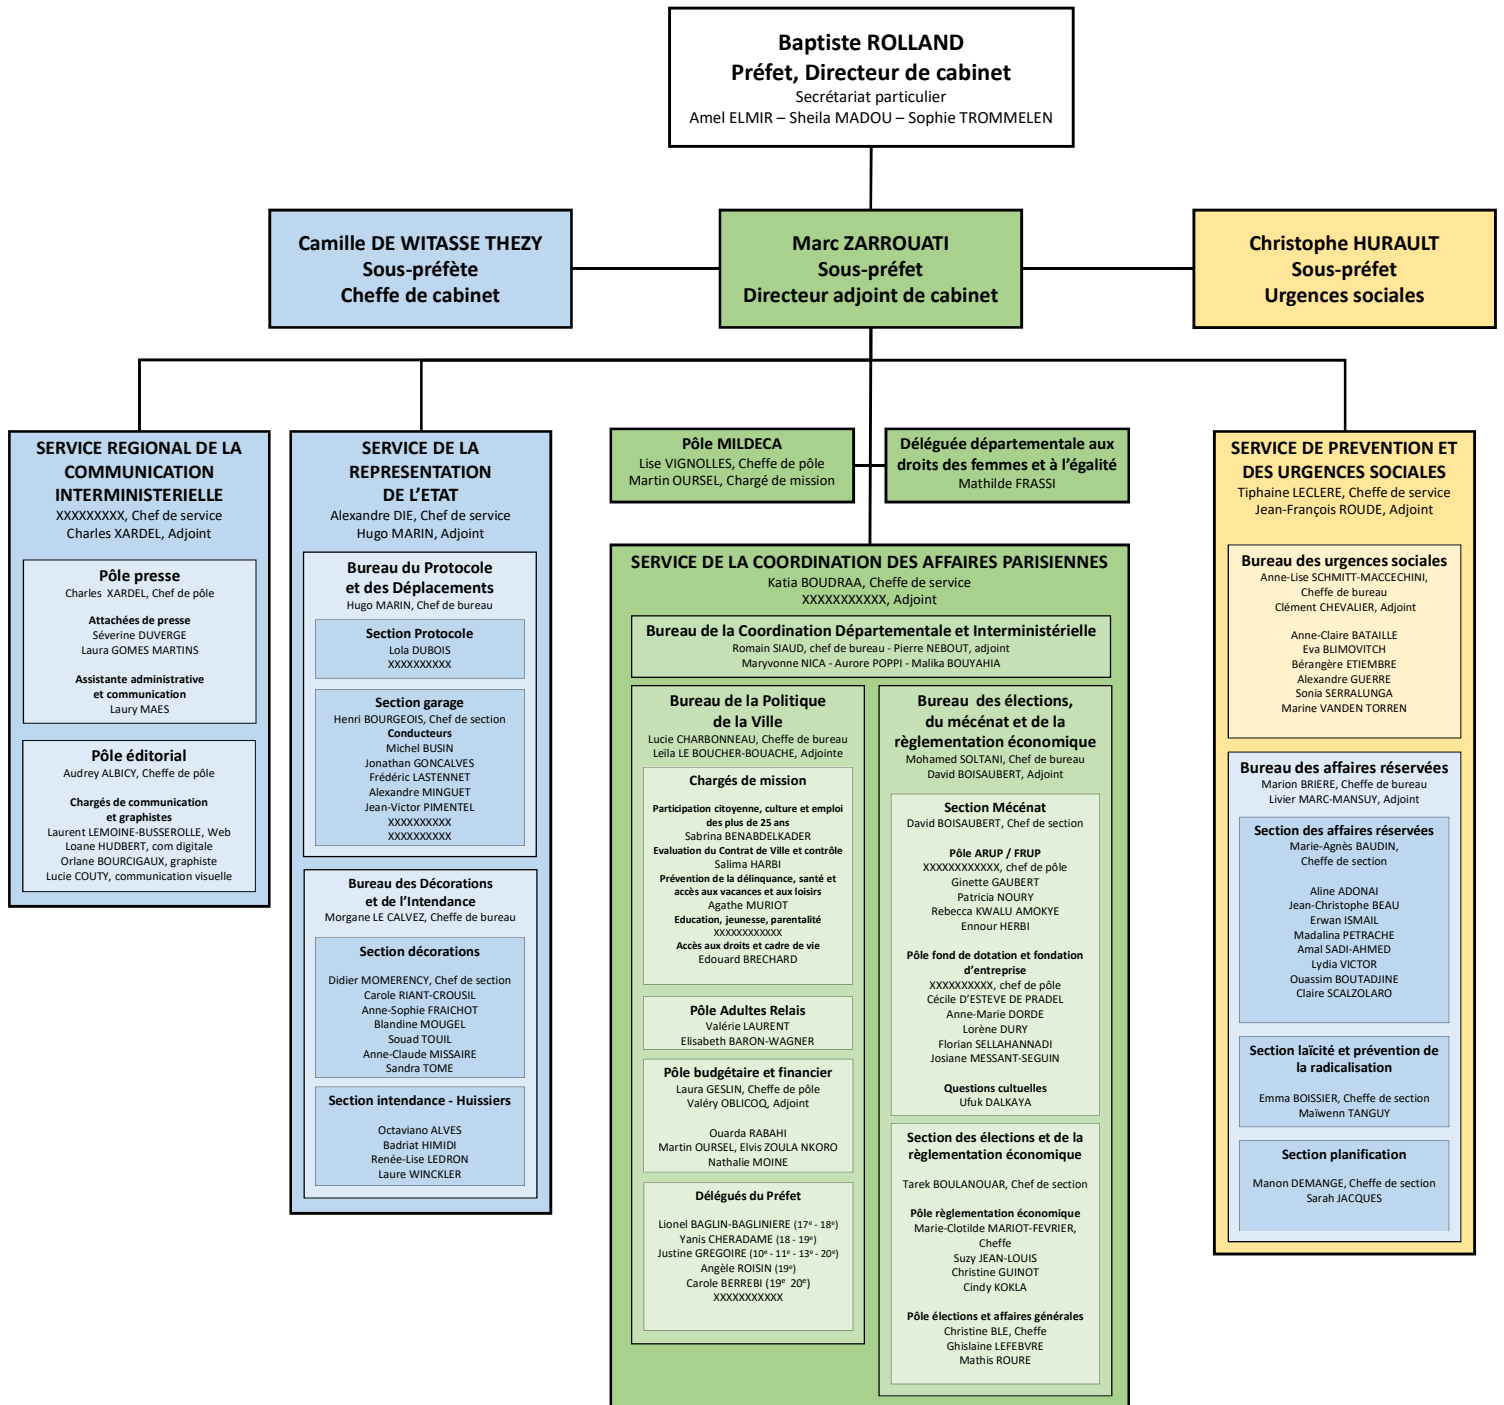 Baptiste ROLLAND
Préfet, Directeur de cabinet
Secrétariat particulier
Amel ELMIR – Sheila MADOU – Sophie TROMMELEN
Camille DE WITASSE THEZY
Sous-préfète
Cheffe de cabinet
Marc ZARROUATI
Sous-préfet
Directeur adjoint de cabinet
Christophe HURAULT
Sous-préfet
Urgences sociales
SERVICE REGIONAL DE LA
COMMUNICATION
INTERMINISTERIELLE
XXXXXXXXX, Chef de service
Charles XARDEL, Adjoint
Pôle presse
Charles XARDEL, Chef de pôle
Attachées de presse
Séverine DUVERGE
Laura GOMES MARTINS
Assistante administrative
et communication
Laury MAES
Pôle éditorial
Audrey ALBICY, Cheffe de pôle
Chargés de communication
et graphistes
Laurent LEMOINE-BUSSEROLLE, Web
Loane HUDBERT, com digitale
Orlane BOURCIGAUX, graphiste
Lucie COUTY, communication visuelle
SERVICE DE LA
REPRESENTATION
DE L'ETAT
Alexandre DIE, Chef de service
Hugo MARIN, Adjoint
Bureau du Protocole
et des Déplacements
Hugo MARIN, Chef de bureau
Section Protocole
Lola DUBOIS
XXXXXXXXXX
Section garage
Henri BOURGEOIS, Chef de section
Conducteurs
Michel BUSIN
Jonathan GONCALVES
Frédéric LASTENNET
Alexandre MINGUET
Jean-Victor PIMENTEL
XXXXXXXXXX
XXXXXXXXXX
Bureau des Décorations
et de l'Intendance
Morgane LE CALVEZ, Cheffe de bureau
Section décorations
Didier MOMERENCY, Chef de section
Carole RIANT-CROUSIL
Anne-Sophie FRAICHOT
Blandine MOUGEL
Souad TOUIL
Anne-Claude MISSAIRE
Sandra TOME
Section intendance - Huissiers
Octaviano ALVES
Badriat HIMIDI
Renée-Lise LEDRON
Laure WINCKLER
Pôle MILDECA
Lise VIGNOLLES, Cheffe de pôle
Martin OURSEL, Chargé de mission
Déléguée départementale aux
droits des femmes et à l'égalité
Mathilde FRASSI
SERVICE DE LA COORDINATION DES AFFAIRES PARISIENNES
Katia BOUDRAA, Cheffe de service
XXXXXXXXXXX, Adjoint
Bureau de la Coordination Départementale et Interministérielle
Romain SIAUD, chef de bureau - Pierre NEBOUT, adjoint
Maryvonne NICA - Aurore POPPI - Malika BOUYAHIA
Bureau de la Politique
de la Ville
Lucie CHARBONNEAU, Cheffe de bureau
Leïla LE BOUCHER-BOUACHE, Adjointe
Chargés de mission
Participation citoyenne, culture et emploi
des plus de 25 ans
Sabrina BENABDELKADER
Evaluation du Contrat de Ville et contrôle
Salima HARBI
Prévention de la délinquance, santé et
accès aux vacances et aux loisirs
Agathe MURIOT
Education, jeunesse, parentalité
XXXXXXXXXXXX
Accès aux droits et cadre de vie
Edouard BRECHARD
Pôle Adultes Relais
Valérie LAURENT
Elisabeth BARON-WAGNER
Pôle budgétaire et financier
Laura GESLIN, Cheffe de pôle
Valéry OBLICOQ, Adjoint
Ouarda RABAHI
Martin OURSEL, Elvis ZOULA NKORO
Nathalie MOINE
Délégués du Préfet
Lionel BAGLIN-BAGLINIERE (17ᵉ - 18ᵉ)
Yanis CHERADAME (18 - 19ᵉ)
Justine GREGOIRE (10ᵉ - 11ᵉ - 13ᵉ - 20ᵉ)
Angèle ROISIN (19ᵉ)
Carole BERREBI (19ᵉ 20ᵉ)
XXXXXXXXXXX
Bureau des élections,
du mécénat et de la
règlementation économique
Mohamed SOLTANI, Chef de bureau
David BOISAUBERT, Adjoint
Section Mécénat
David BOISAUBERT, Chef de section
Pôle ARUP / FRUP
XXXXXXXXXXXX, chef de pôle
Ginette GAUBERT
Patricia NOURY
Rebecca KWALU AMOKYE
Ennour HERBI
Pôle fond de dotation et fondation
d'entreprise
XXXXXXXXXX, chef de pôle
Cécile D'ESTEVE DE PRADEL
Anne-Marie DORDE
Lorène DURY
Florian SELLAHANNADI
Josiane MESSANT-SEGUIN
Questions cultuelles
Ufuk DALKAYA
Section des élections et de la
règlementation économique
Tarek BOULANOUAR, Chef de section
Pôle règlementation économique
Marie-Clotilde MARIOT-FEVRIER,
Cheffe
Suzy JEAN-LOUIS
Christine GUINOT
Cindy KOKLA
Pôle élections et affaires générales
Christine BLE, Cheffe
Ghislaine LEFEBVRE
Mathis ROURE
SERVICE DE PREVENTION ET
DES URGENCES SOCIALES
Tiphaine LECLERE, Cheffe de service
Jean-François ROUDE, Adjoint
Bureau des urgences sociales
Anne-Lise SCHMITT-MACCECHINI,
Cheffe de bureau
Clément CHEVALIER, Adjoint
Anne-Claire BATAILLE
Eva BLIMOVITCH
Bérangère ETIEMBRE
Alexandre GUERRE
Sonia SERRALUNGA
Marine VANDEN TORREN
Bureau des affaires réservées
Marion BRIERE, Cheffe de bureau
Livier MARC-MANSUY, Adjoint
Section des affaires réservées
Marie-Agnès BAUDIN,
Cheffe de section
Aline ADONAI
Jean-Christophe BEAU
Erwan ISMAIL
Madalina PETRACHE
Amal SADI-AHMED
Lydia VICTOR
Ouassim BOUTADJINE
Claire SCALZOLARO
Section laïcité et prévention de
la radicalisation
Emma BOISSIER, Cheffe de section
Maïwenn TANGUY
Section planification
Manon DEMANGE, Cheffe de section
Sarah JACQUES